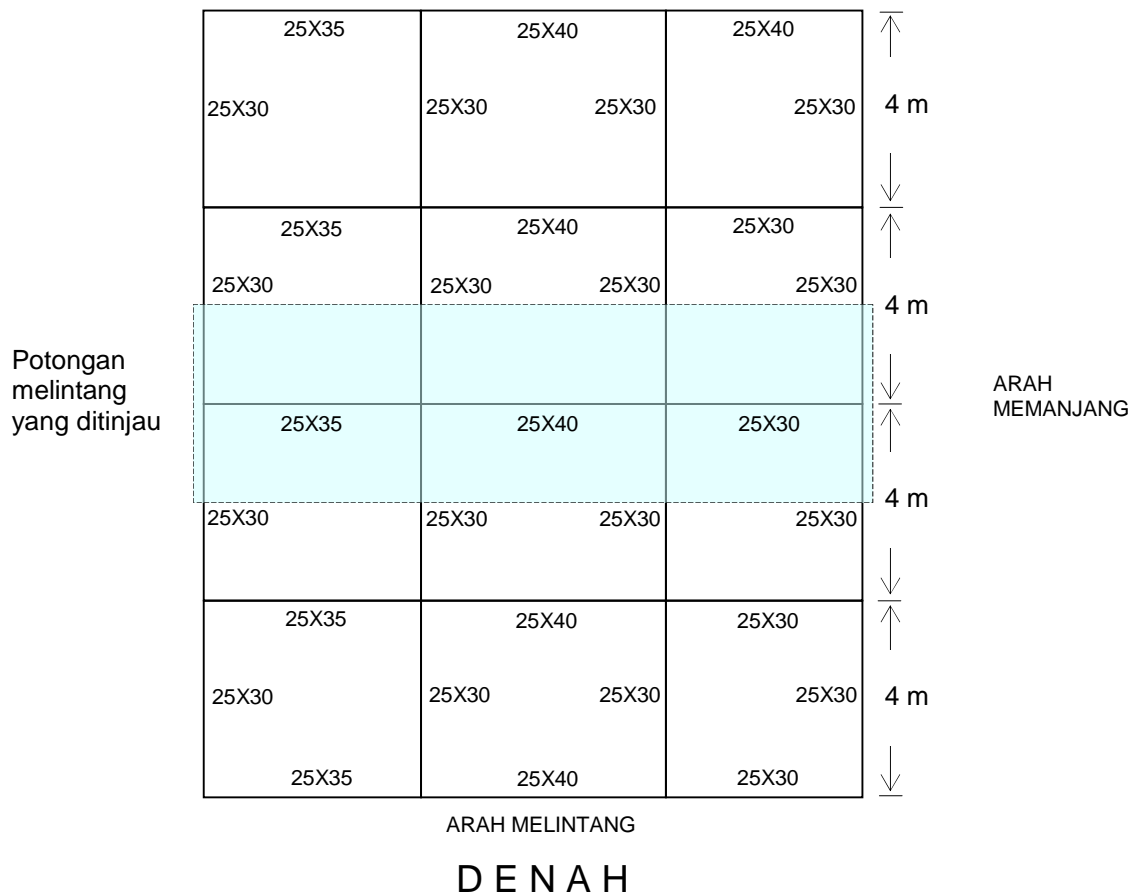 25X35 25X40 25X40
25X30 25X30 25X30 25X30 4 m
25X35 25X40 25X30
25X30 25X30 25X30 25X30
4 m
Potongan
melintang
yang ditinjau
ARAH
MEMANJANG
25X35 25X40 25X30
4 m
25X30 25X30 25X30 25X30
25X35 25X40 25X30
25X30 25X30 25X30 25X30 4 m
25X35 25X40 25X30
ARAH MELINTANG
D E N A H